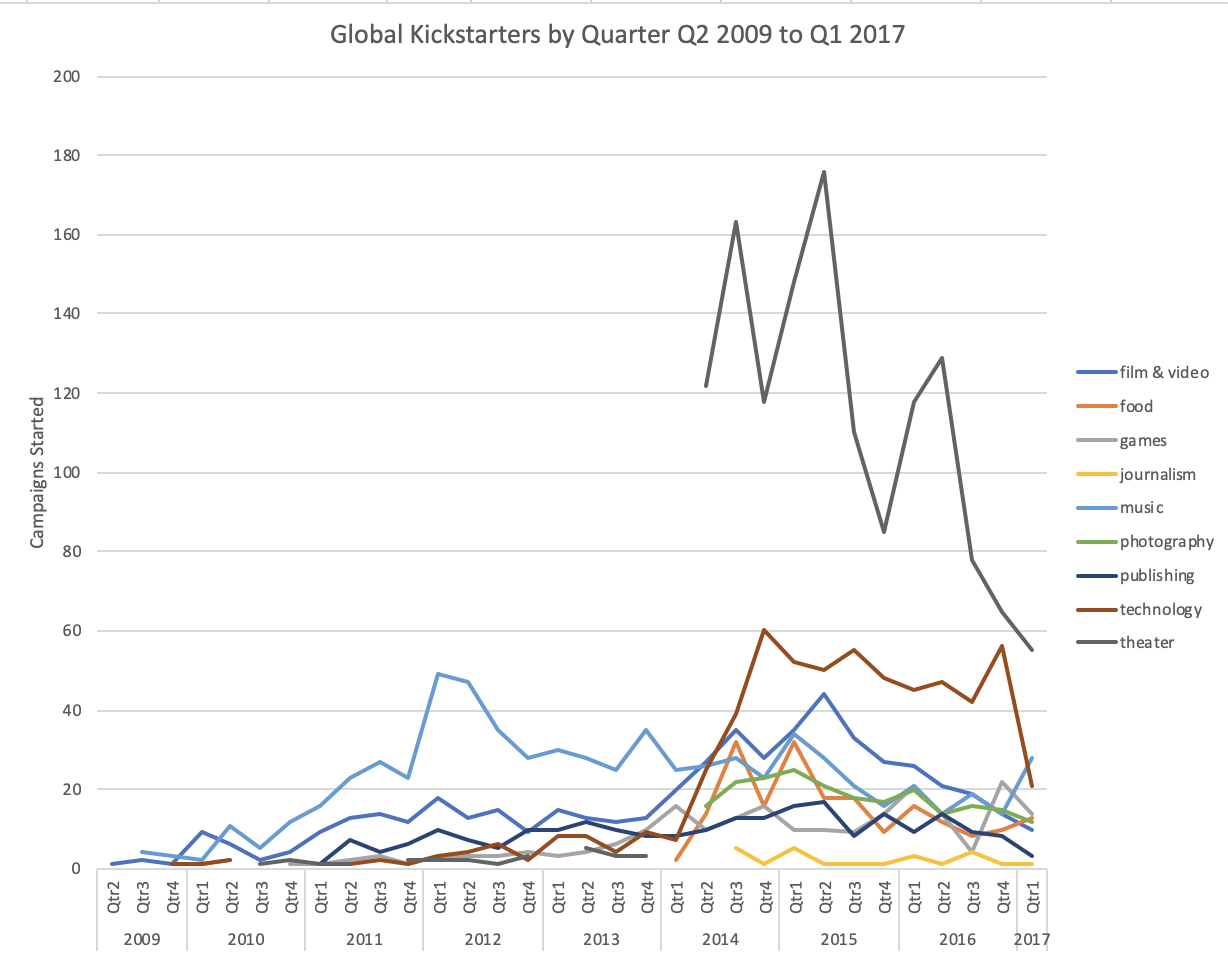 Global Kickstarters by Quarter Q2 2009 to Q1 2017
200
180
160
140
120
100
80
60
40
20
0
Campaigns Started
film & video
food
games
journalism
music
photography
publishing
technology
theater
Qtr2 Qtr3 Qtr4 Qtr1 Qtr2 Qtr3 Qtr4 Qtr1 Qtr2 Qtr3 Qtr4 Qtr1 Qtr2 Qtr3 Qtr4 Qtr1 Qtr2 Qtr3 Qtr4 Qtr1 Qtr2 Qtr3 Qtr4 Qtr1 Qtr2 Qtr3 Qtr4 Qtr1 Qtr2 Qtr3 Qtr4 Qtr1
2009 2010 2011 2012 2013 2014 2015 2016 2017